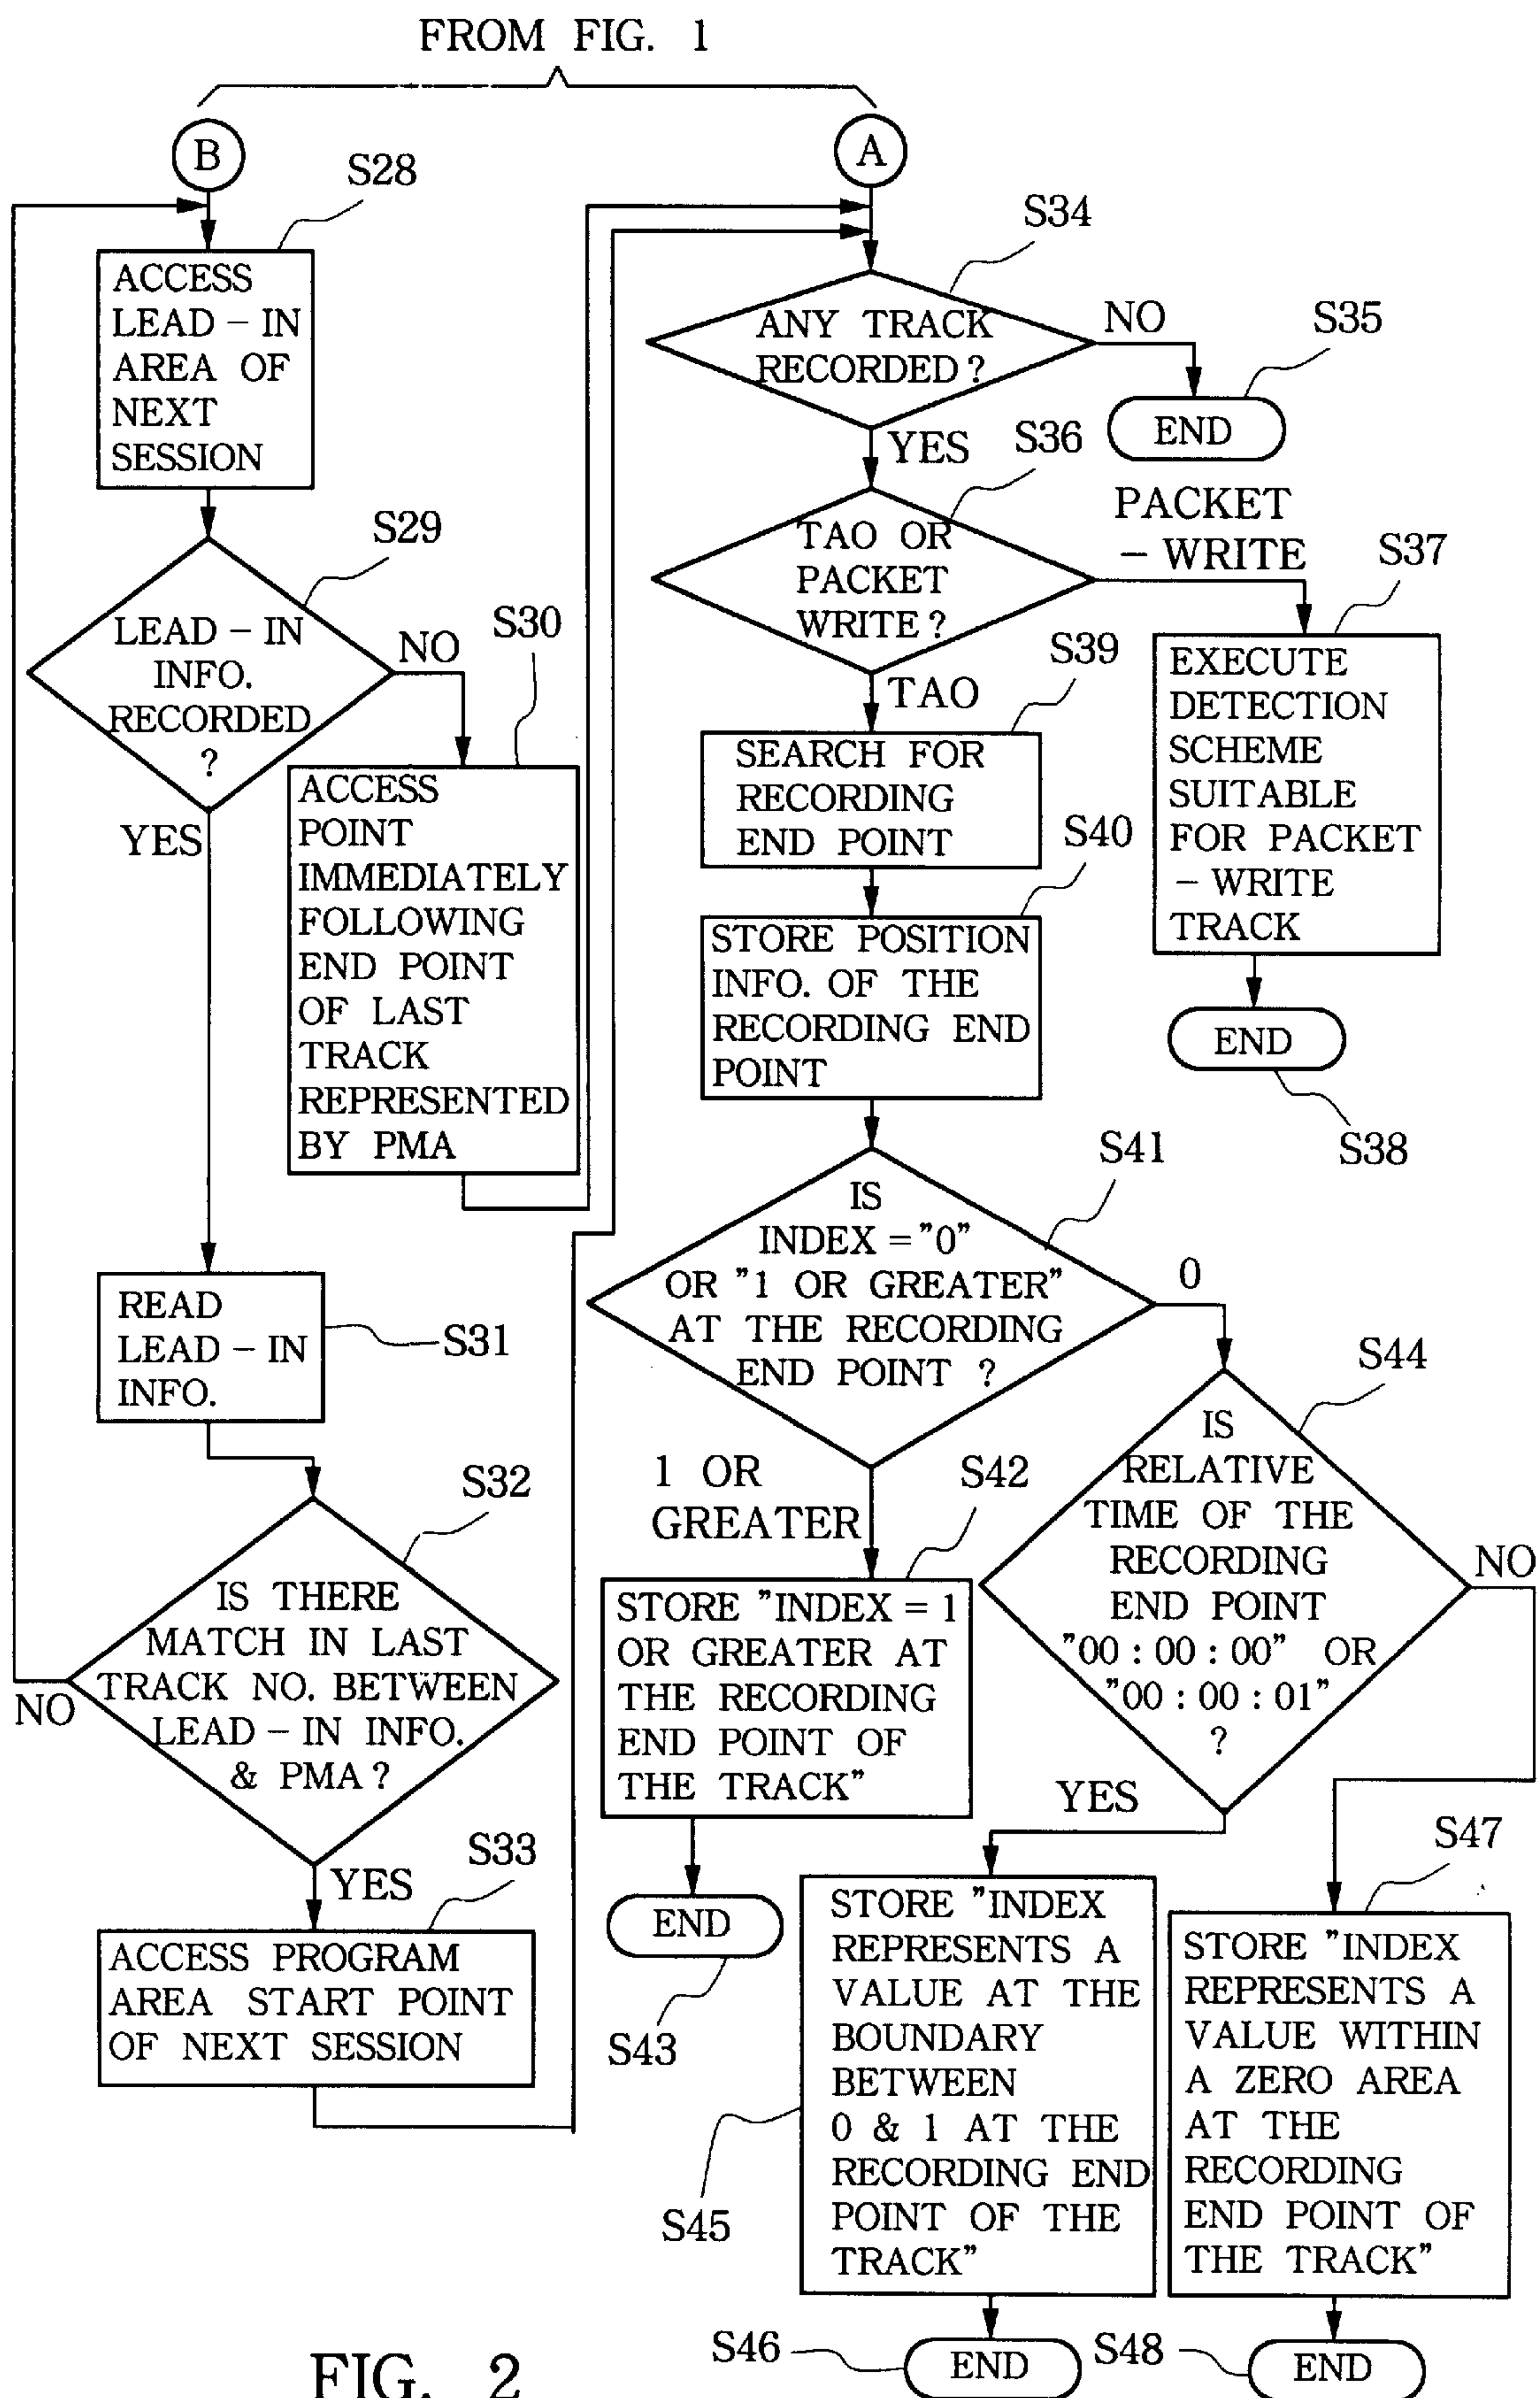 FROM FIG. 1
B
A
S28
ACCESS
LEAD - IN
AREA OF
NEXT
SESSION
S29
LEAD - IN
INFO.
RECORDED
?
NO
YES
S30
ACCESS
POINT
IMMEDIATELY
FOLLOWING
END POINT
OF LAST
TRACK
REPRESENTED
BY PMA
READ
LEAD - IN
INFO.
S31
S32
IS THERE
MATCH IN LAST
TRACK NO. BETWEEN
LEAD - IN INFO.
& PMA ?
NO
YES
S33
ACCESS PROGRAM
AREA START POINT
OF NEXT SESSION
S34
ANY TRACK
RECORDED ?
NO
S35
END
YES
S36
TAO OR
PACKET
WRITE ?
PACKET
- WRITE
S37
EXECUTE
DETECTION
SCHEME
SUITABLE
FOR PACKET
- WRITE
TRACK
END
S38
TAO
S39
SEARCH FOR
RECORDING
END POINT
S40
STORE POSITION
INFO. OF THE
RECORDING END
POINT
S41
IS
INDEX = "0"
OR "1 OR GREATER"
AT THE RECORDING
END POINT ?
0
1 OR
GREATER
S42
STORE "INDEX = 1
OR GREATER AT
THE RECORDING
END POINT OF
THE TRACK"
END
S43
S44
IS
RELATIVE
TIME OF THE
RECORDING
END POINT
"00 : 00 : 00" OR
"00 : 00 : 01"
?
NO
YES
STORE "INDEX
REPRESENTS A
VALUE AT THE
BOUNDARY
BETWEEN
0 & 1 AT THE
RECORDING END
POINT OF THE
TRACK"
S45
S46
END
S47
STORE "INDEX
REPRESENTS A
VALUE WITHIN
A ZERO AREA
AT THE
RECORDING
END POINT OF
THE TRACK"
S48
END
FIG. 2